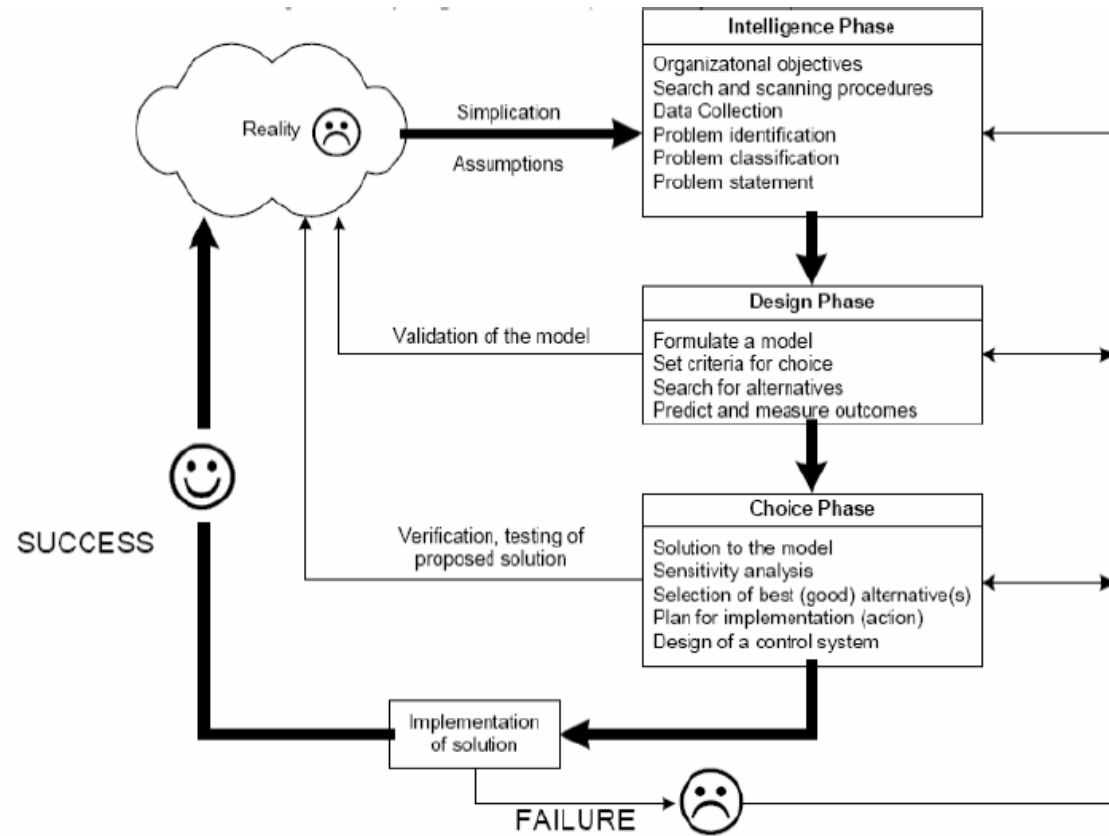 Intelligence Phase
Organizatonal objectives
Search and scanning procedures
Data Collection
Problem identification
Problem classification
Problem statement
Reality
Simplication
Assumptions
Design Phase
Formulate a model
Set criteria for choice
Search for alternatives
Predict and measure outcomes
Validation of the model
Choice Phase
Solution to the model
Sensitivity analysis
Selection of best (good) alternative(s)
Plan for implementation (action)
Design of a control system
Verification, testing of
proposed solution
SUCCESS
Implementation
of solution
FAILURE